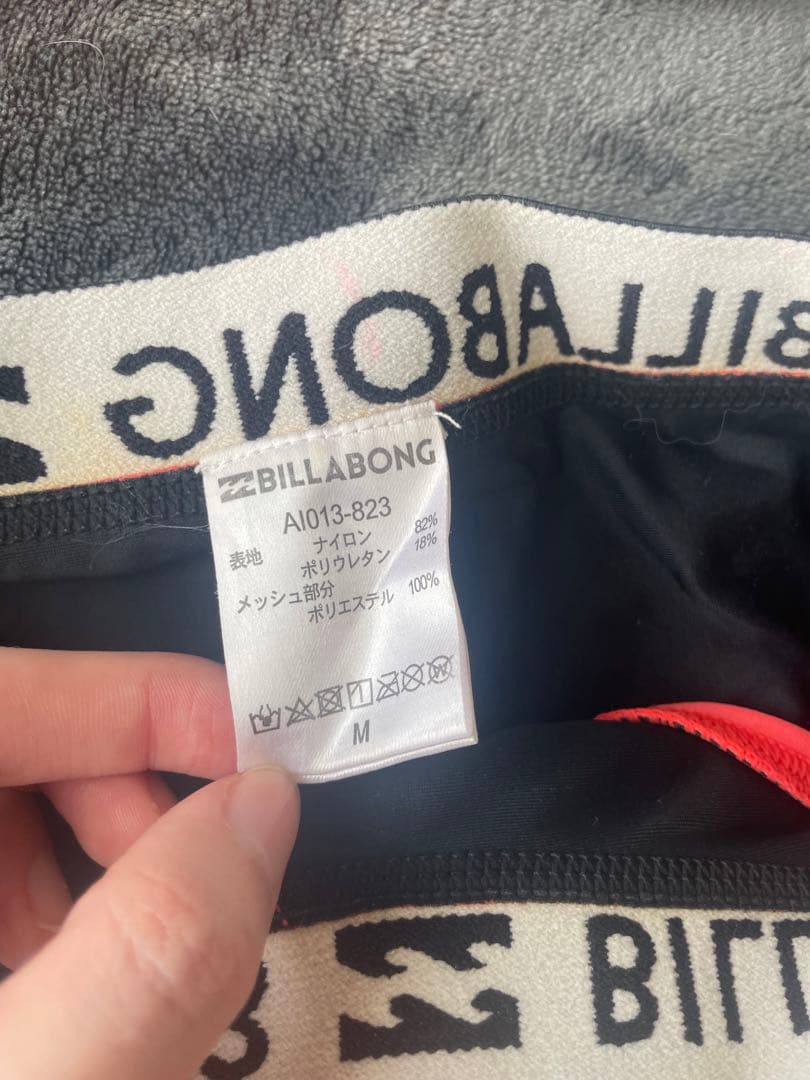 BILLABONG
BILLABONG
AI013-823
表地 ナイロン 82%
ポリウレタン 18%
メッシュ部分
ポリエステル 100%
M